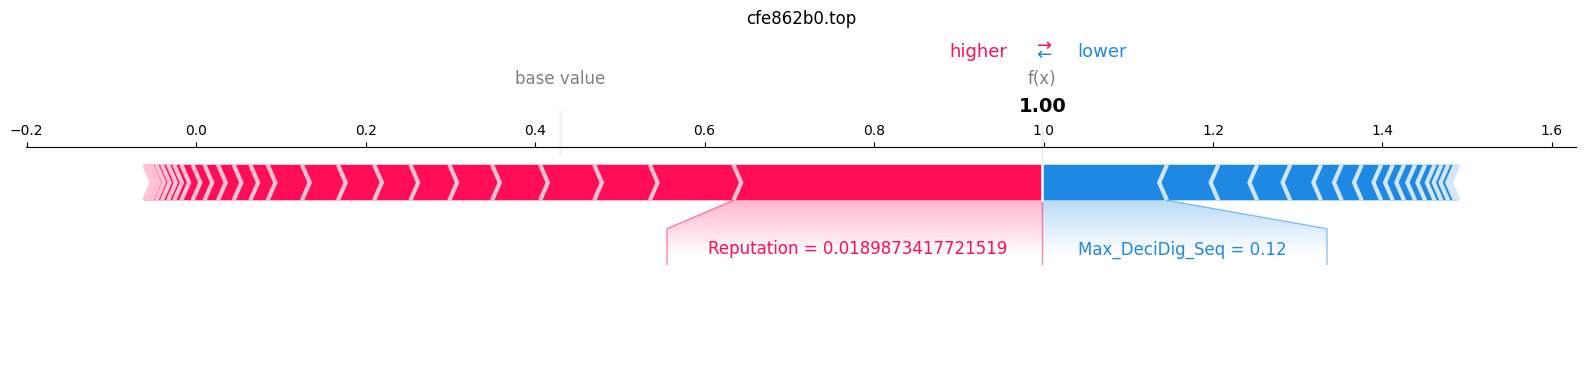 cfe862b0.top
higher → ← lower
base value f(x)
1.00
−0.2 0.0 0.2 0.4 0.6 0.8 1.0 1.2 1.4 1.6
Reputation = 0.0189873417721519 Max_DeciDig_Seq = 0.12